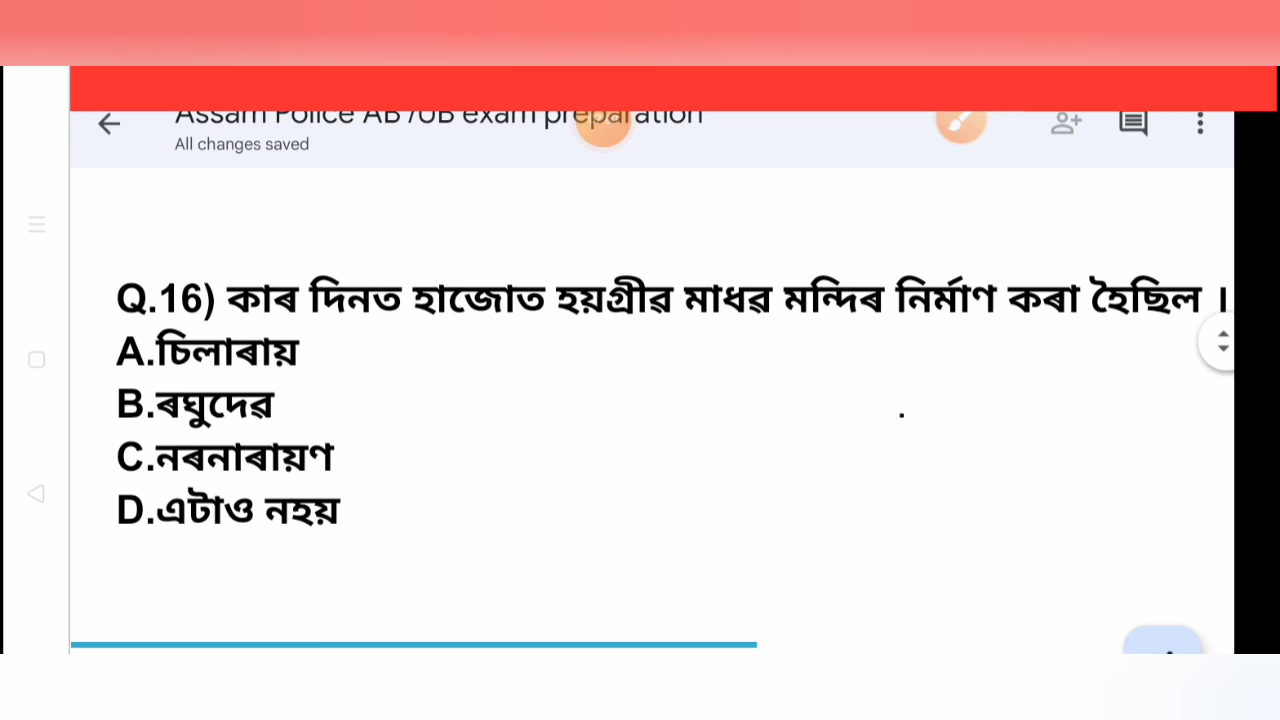 Assam Police AB /UB exam preparation
All changes saved
Q.16) কাৰ দিনত হাজোত হয়গ্ৰীৱ মাধৱ মন্দিৰ নিৰ্মাণ কৰা হৈছিল ।
A.চিলাৰায়
B.ৰঘুদেৱ
C.নৰনাৰায়ণ
D.এটাও নহয়